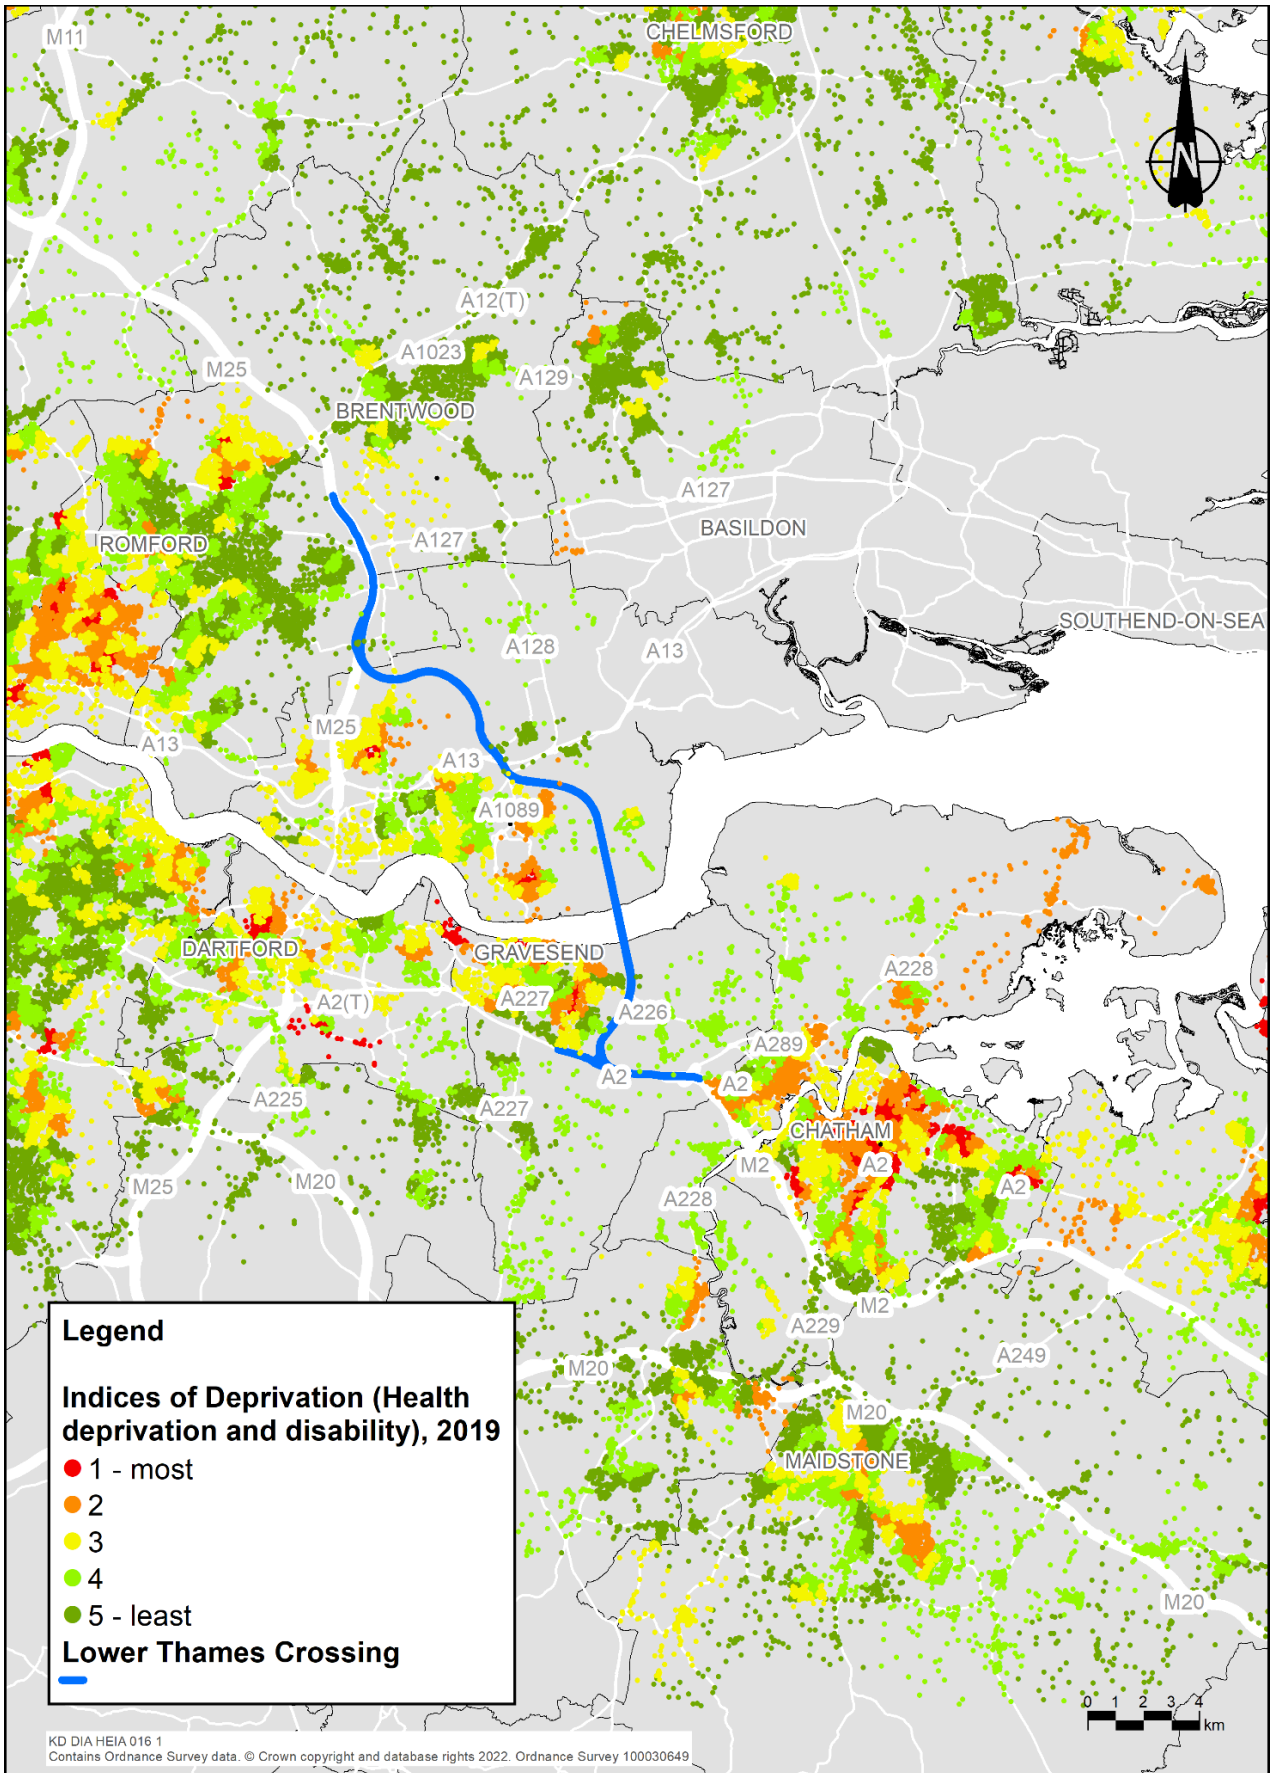 M11
CHELMSFORD
N
A12(T)
A1023
M25
A129
BRENTWOOD
A127
BASILDON
ROMFORD
A127
SOUTHEND-ON-SEA
A128
A13
M25
A13
A13
A1089
DARTFORD
GRAVESEND
A228
A2(T)
A227
A226
A289
A2
A2
A225
A227
CHATHAM
M2
A2
M25
M20
A2
A228
M2
A229
A249
M20
M20
MAIDSTONE
M20
Legend
Indices of Deprivation (Health
deprivation and disability), 2019
1 - most
2
3
4
5 - least
Lower Thames Crossing
0 1 2 3 4
km
KD DIA HEIA 016 1
Contains Ordnance Survey data. © Crown copyright and database rights 2022. Ordnance Survey 100030649